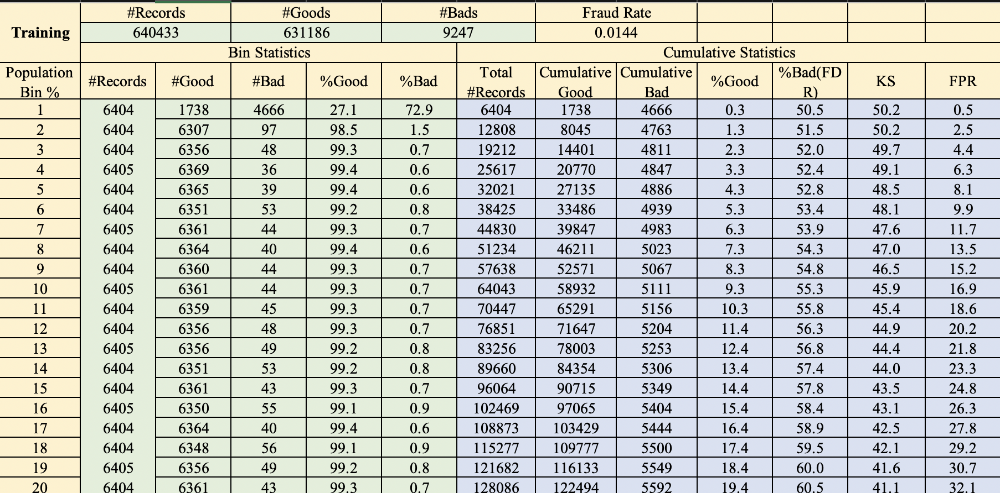 Training #Records #Goods #Bads Fraud Rate
640433 631186 9247 0.0144
Bin Statistics Cumulative Statistics
Population Bin % #Records #Good #Bad %Good %Bad Total #Records Cumulative Good Cumulative Bad %Good %Bad(FDR) KS FPR
1 6404 1738 4666 27.1 72.9 6404 1738 4666 0.3 50.5 50.2 0.5
2 6404 6307 97 98.5 1.5 12808 8045 4763 1.3 51.5 50.2 2.5
3 6404 6356 48 99.3 0.7 19212 14401 4811 2.3 52.0 49.7 4.4
4 6405 6369 36 99.4 0.6 25617 20770 4847 3.3 52.4 49.1 6.3
5 6404 6365 39 99.4 0.6 32021 27135 4886 4.3 52.8 48.5 8.1
6 6404 6351 53 99.2 0.8 38425 33486 4939 5.3 53.4 48.1 9.9
7 6405 6361 44 99.3 0.7 44830 39847 4983 6.3 53.9 47.6 11.7
8 6404 6364 40 99.4 0.6 51234 46211 5023 7.3 54.3 47.0 13.5
9 6404 6360 44 99.3 0.7 57638 52571 5067 8.3 54.8 46.5 15.2
10 6405 6361 44 99.3 0.7 64043 58932 5111 9.3 55.3 45.9 16.9
11 6404 6359 45 99.3 0.7 70447 65291 5156 10.3 55.8 45.4 18.6
12 6404 6356 48 99.3 0.7 76851 71647 5204 11.4 56.3 44.9 20.2
13 6405 6356 49 99.2 0.8 83256 78003 5253 12.4 56.8 44.4 21.8
14 6404 6351 53 99.2 0.8 89660 84354 5306 13.4 57.4 44.0 23.3
15 6404 6361 43 99.3 0.7 96064 90715 5349 14.4 57.8 43.5 24.8
16 6405 6350 55 99.1 0.9 102469 97065 5404 15.4 58.4 43.1 26.3
17 6404 6364 40 99.4 0.6 108873 103429 5444 16.4 58.9 42.5 27.8
18 6404 6348 56 99.1 0.9 115277 109777 5500 17.4 59.5 42.1 29.2
19 6405 6356 49 99.2 0.8 121682 116133 5549 18.4 60.0 41.6 30.7
20 6404 6361 43 99.3 0.7 128086 122494 5592 19.4 60.5 41.1 32.1